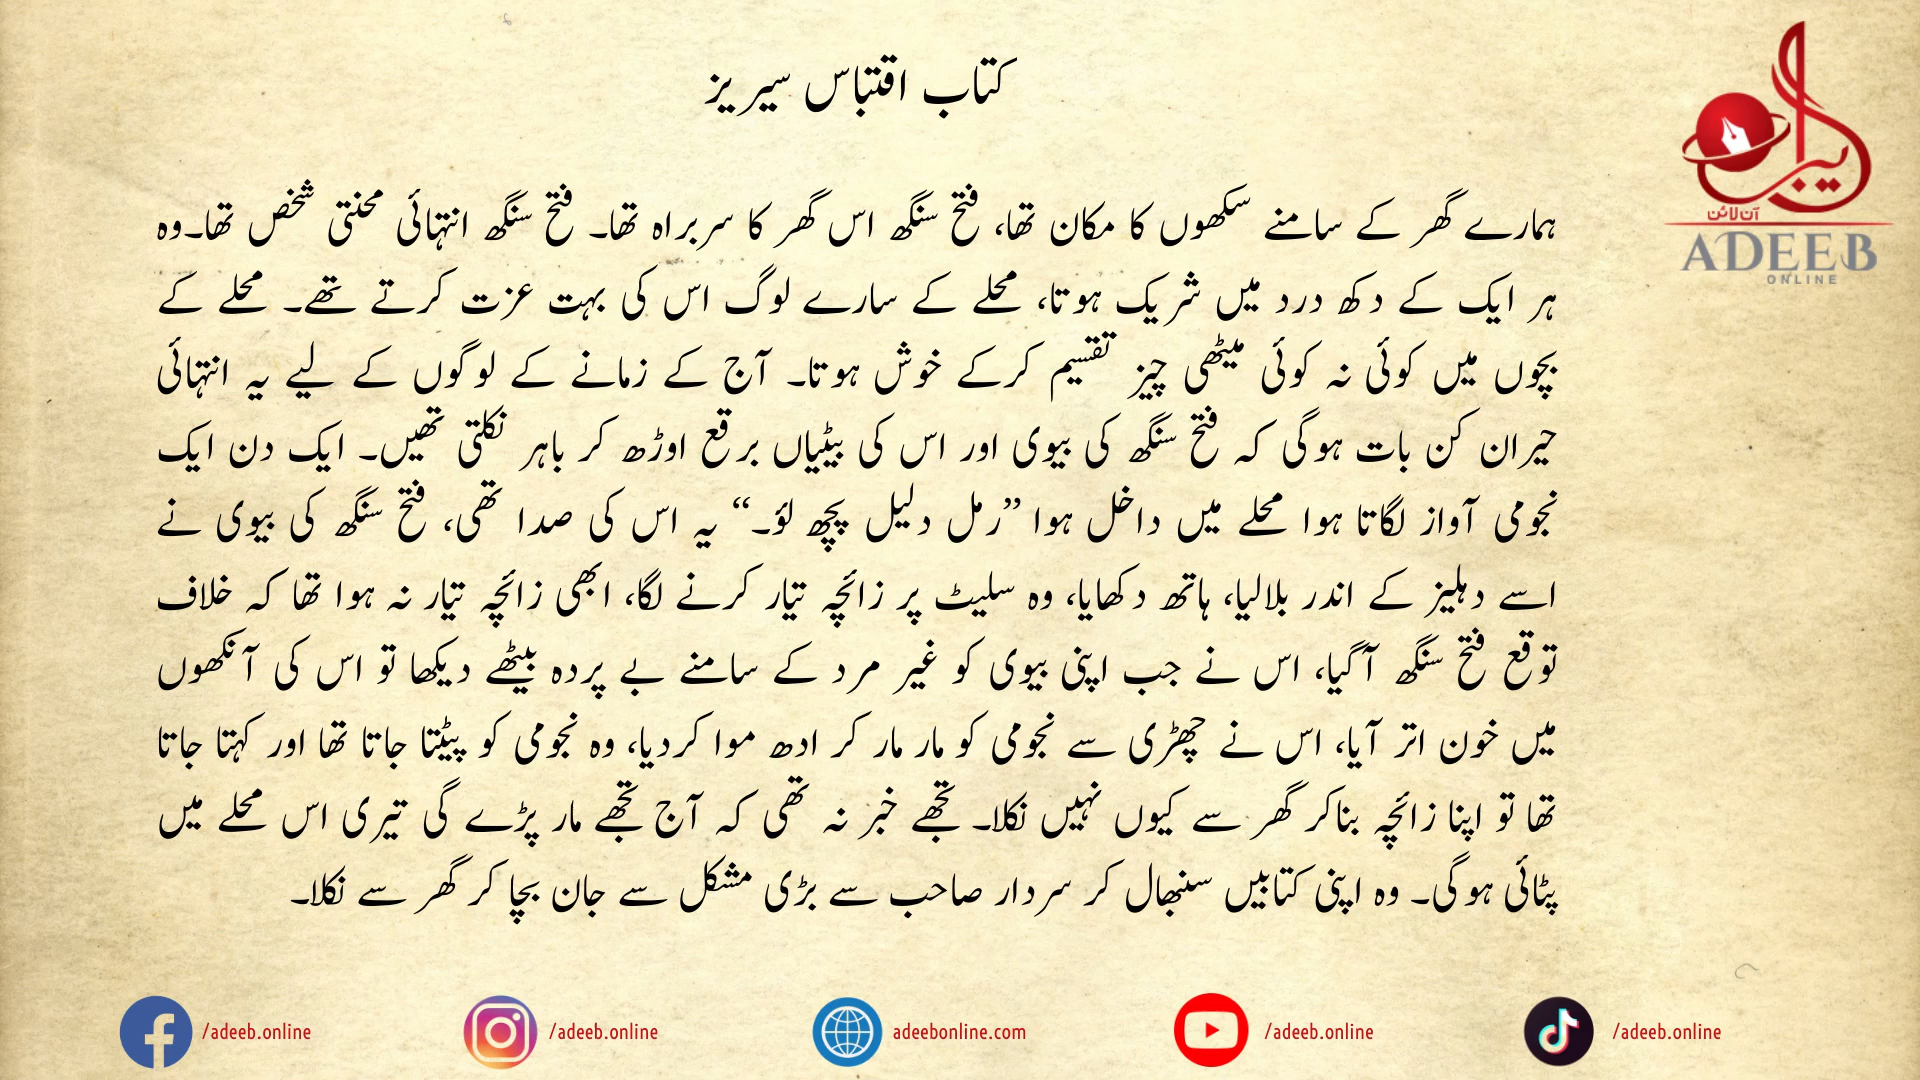 کتاب اقتباس سیریز
ادیب
آن لائن
ADEEB
ONLINE
ہمارے گھر کے سامنے سکھوں کا مکان تھا، فتح سنگھ اس گھر کا سربراہ تھا۔ فتح سنگھ انتہائی محنتی شخص تھا۔وہ
ہر ایک کے دکھ درد میں شریک ہوتا، محلے کے سارے لوگ اس کی بہت عزت کرتے تھے۔ محلے کے
بچوں میں کوئی نہ کوئی میٹھی چیز تقسیم کرکے خوش ہوتا۔ آج کے زمانے کے لوگوں کے لیے یہ انتہائی
حیران کن بات ہوگی کہ فتح سنگھ کی بیوی اور اس کی بیٹیاں برقع اوڑھ کر باہر نکلتی تھیں۔ ایک دن ایک
نجومی آواز لگاتا ہوا محلے میں داخل ہوا ”رمل دلیل پچھ لؤ۔“ یہ اس کی صدا تھی، فتح سنگھ کی بیوی نے
اسے دہلیز کے اندر بلالیا، ہاتھ دکھایا، وہ سلیٹ پر زائچہ تیار کرنے لگا، ابھی زائچہ تیار نہ ہوا تھا کہ خلاف
توقع فتح سنگھ آگیا، اس نے جب اپنی بیوی کو غیر مرد کے سامنے بے پردہ بیٹھے دیکھا تو اس کی آنکھوں
میں خون اتر آیا، اس نے چھڑی سے نجومی کو مار مار کر ادھ موا کردیا، وہ نجومی کو پیٹتا جاتا تھا اور کہتا جاتا
تھا تو اپنا زائچہ بناکر گھر سے کیوں نہیں نکلا۔ تجھے خبر نہ تھی کہ آج تجھے مار پڑے گی تیری اس محلے میں
پٹائی ہوگی۔ وہ اپنی کتابیں سنبھال کر سردار صاحب سے بڑی مشکل سے جان بچا کر گھر سے نکلا۔
/adeeb.online
/adeeb.online
adeebonline.com
/adeeb.online
/adeeb.online